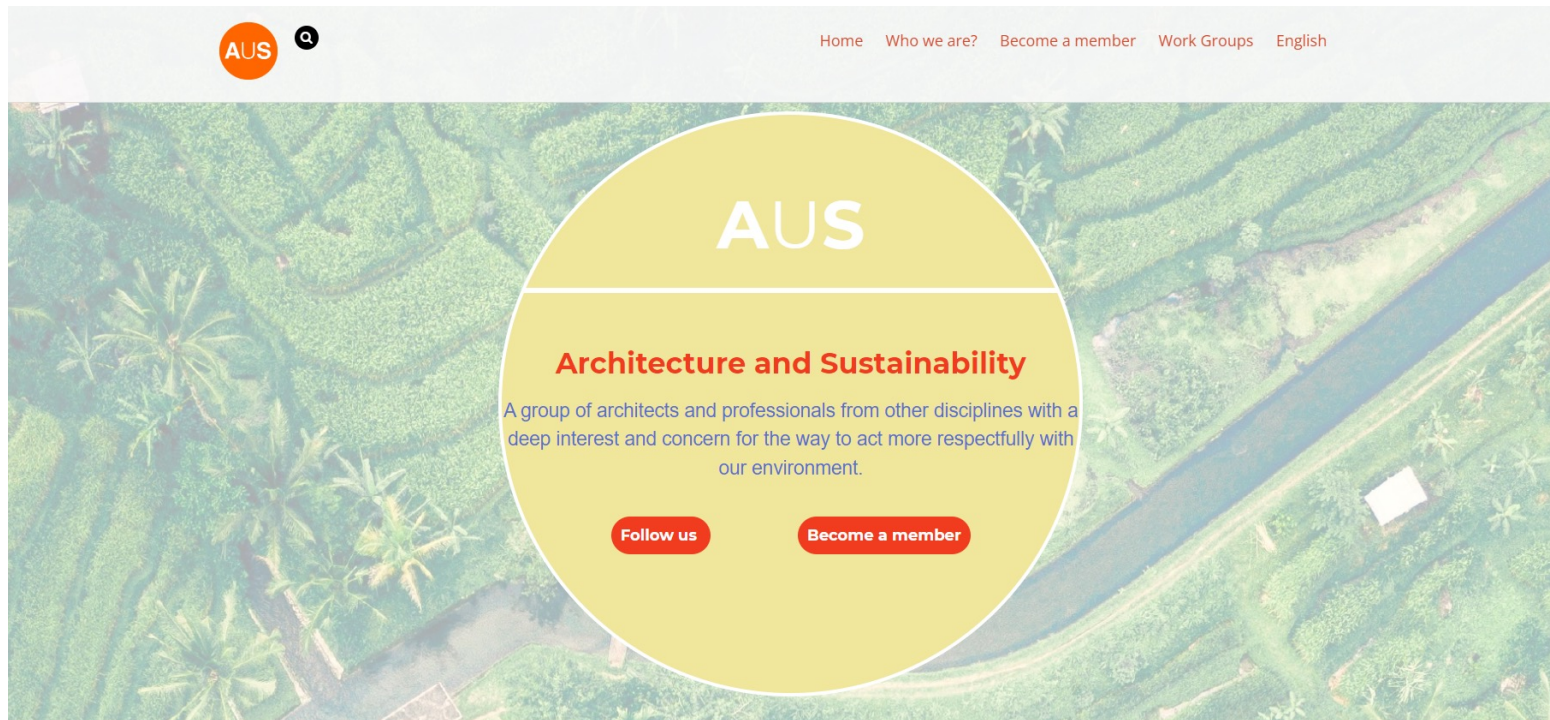 AUS
Home Who we are? Become a member Work Groups English
AUS
Architecture and Sustainability
A group of architects and professionals from other disciplines with a
deep interest and concern for the way to act more respectfully with
our environment.
Follow us
Become a member